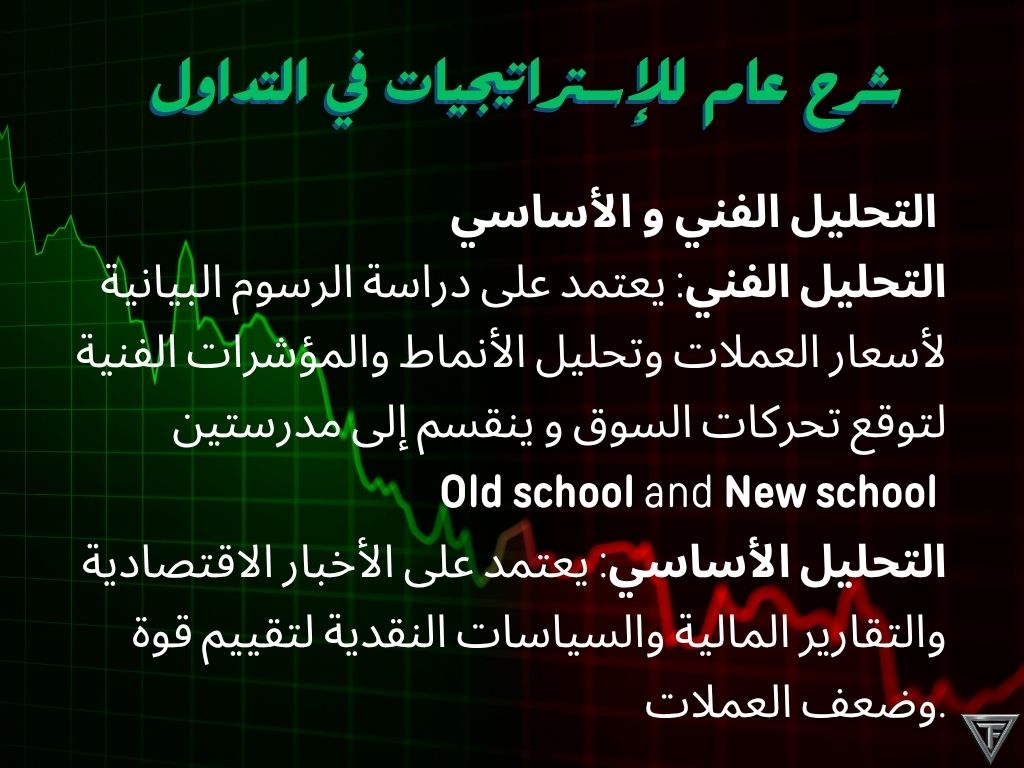 شرح عام للإستراتيجيات في التداول
التحليل الفني و الأساسي
التحليل الفني: يعتمد على دراسة الرسوم البيانية
لأسعار العملات وتحليل الأنماط والمؤشرات الفنية
لتوقع تحركات السوق و ينقسم إلى مدرستين
Old school and New school
التحليل الأساسي: يعتمد على الأخبار الاقتصادية
والتقارير المالية والسياسات النقدية لتقييم قوة
.وضعف العملات